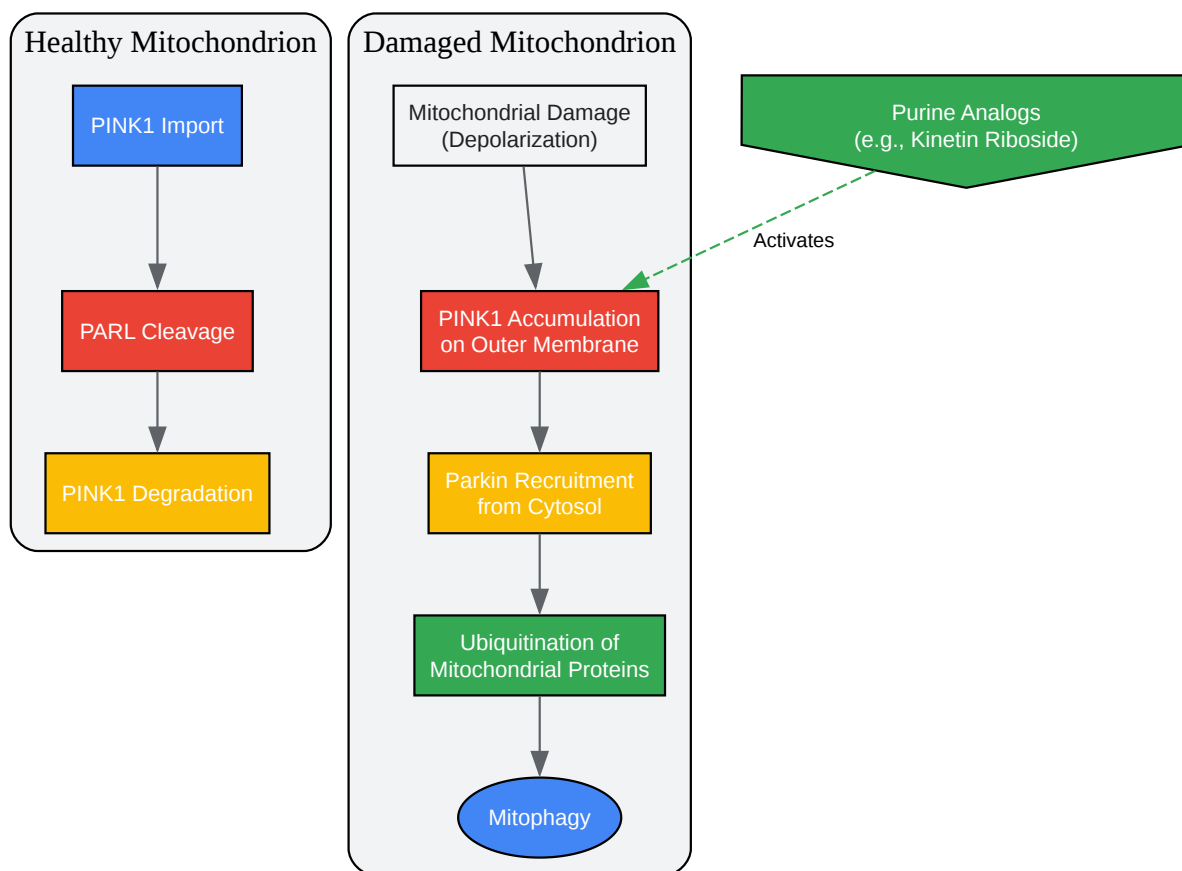 Healthy Mitochondrion
PINK1 Import
PARL Cleavage
PINK1 Degradation
Damaged Mitochondrion
Mitochondrial Damage
(Depolarization)
PINK1 Accumulation
on Outer Membrane
Parkin Recruitment
from Cytosol
Ubiquitination of
Mitochondrial Proteins
Mitophagy
Purine Analogs
(e.g., Kinetin Riboside)
Activates